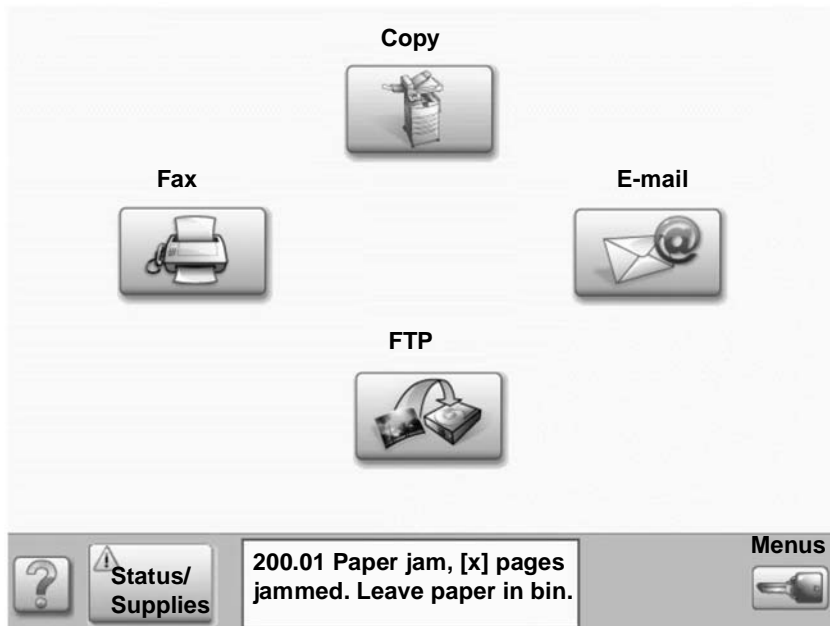 Copy
Fax
E-mail
@
FTP
?
Status/
Supplies
200.01 Paper jam, [x] pages
jammed. Leave paper in bin.
Menus